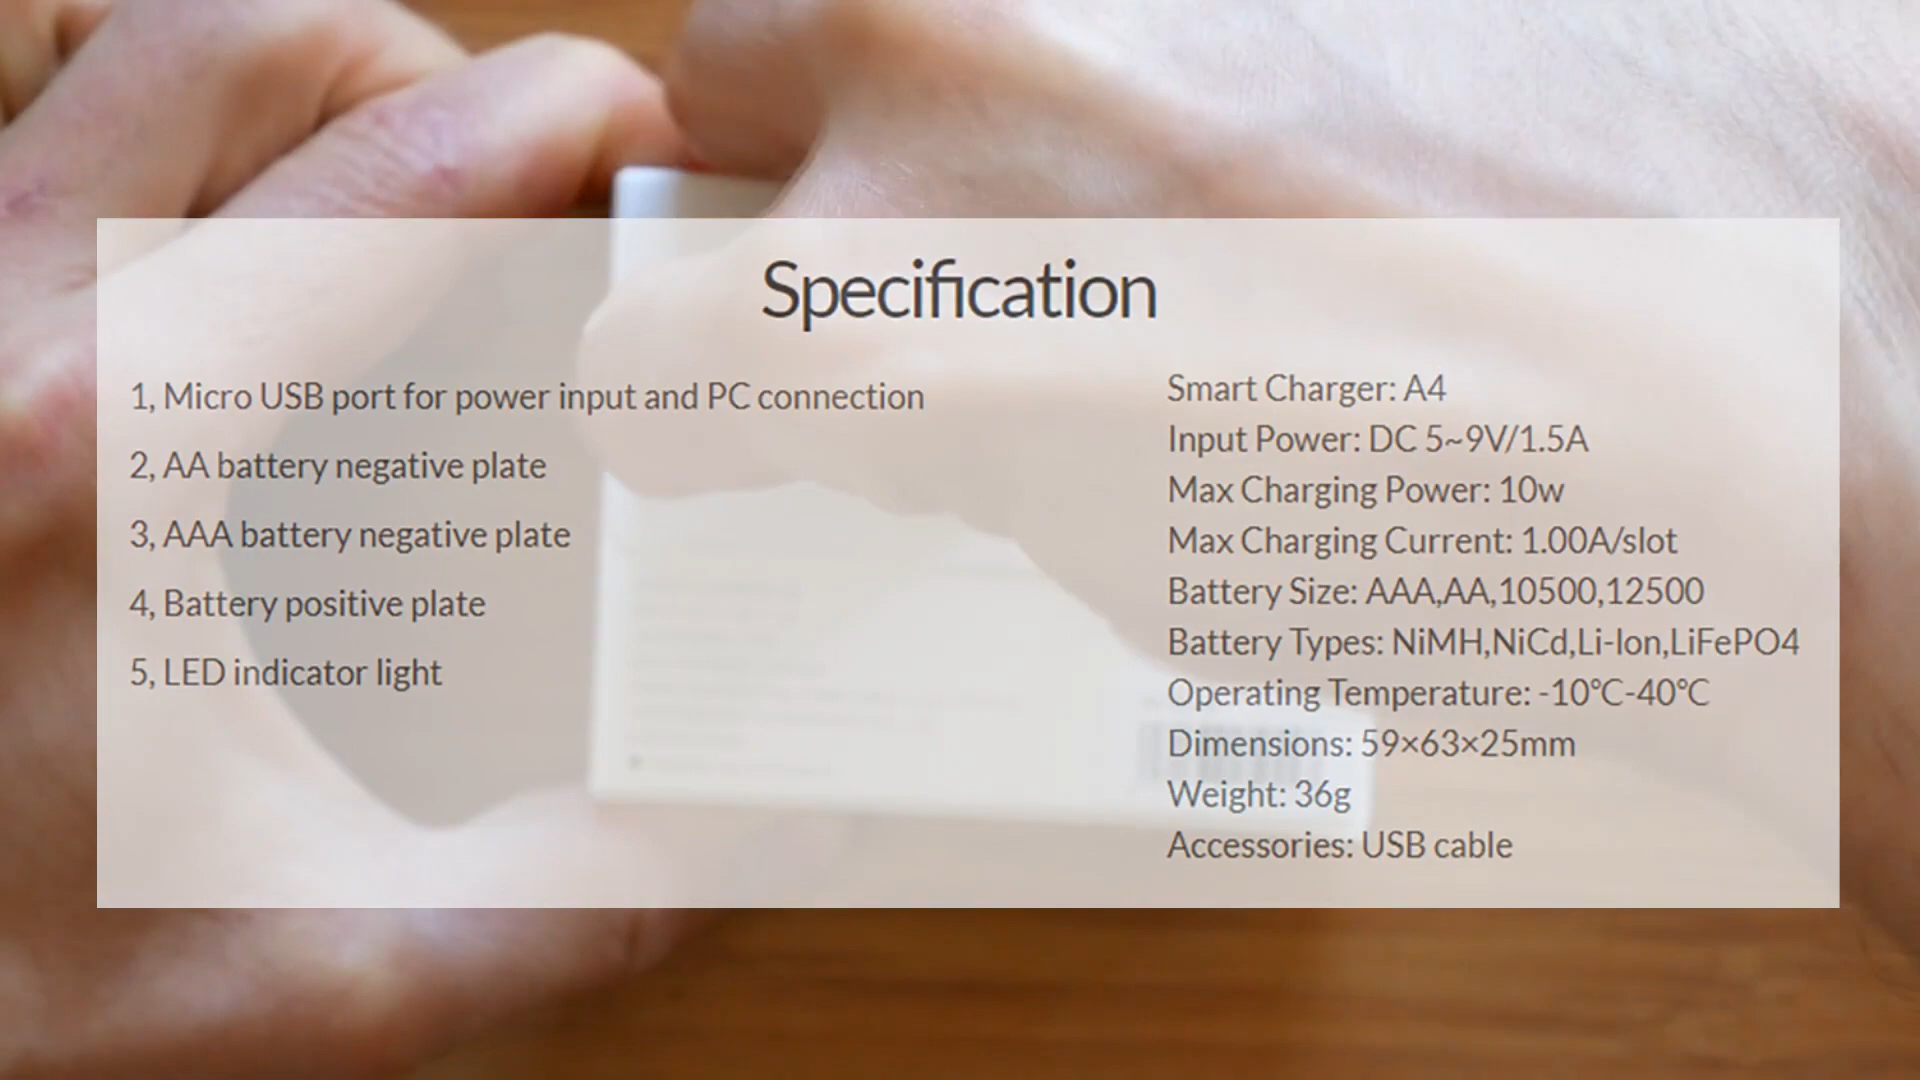 Specification
1, Micro USB port for power input and PC connection
2, AA battery negative plate
3, AAA battery negative plate
4, Battery positive plate
5, LED indicator light
Smart Charger: A4
Input Power: DC 5~9V/1.5A
Max Charging Power: 10w
Max Charging Current: 1.00A/slot
Battery Size: AAA,AA,10500,12500
Battery Types: NiMH,NiCd,Li-Ion,LiFePO4
Operating Temperature: -10℃-40℃
Dimensions: 59×63×25mm
Weight: 36g
Accessories: USB cable